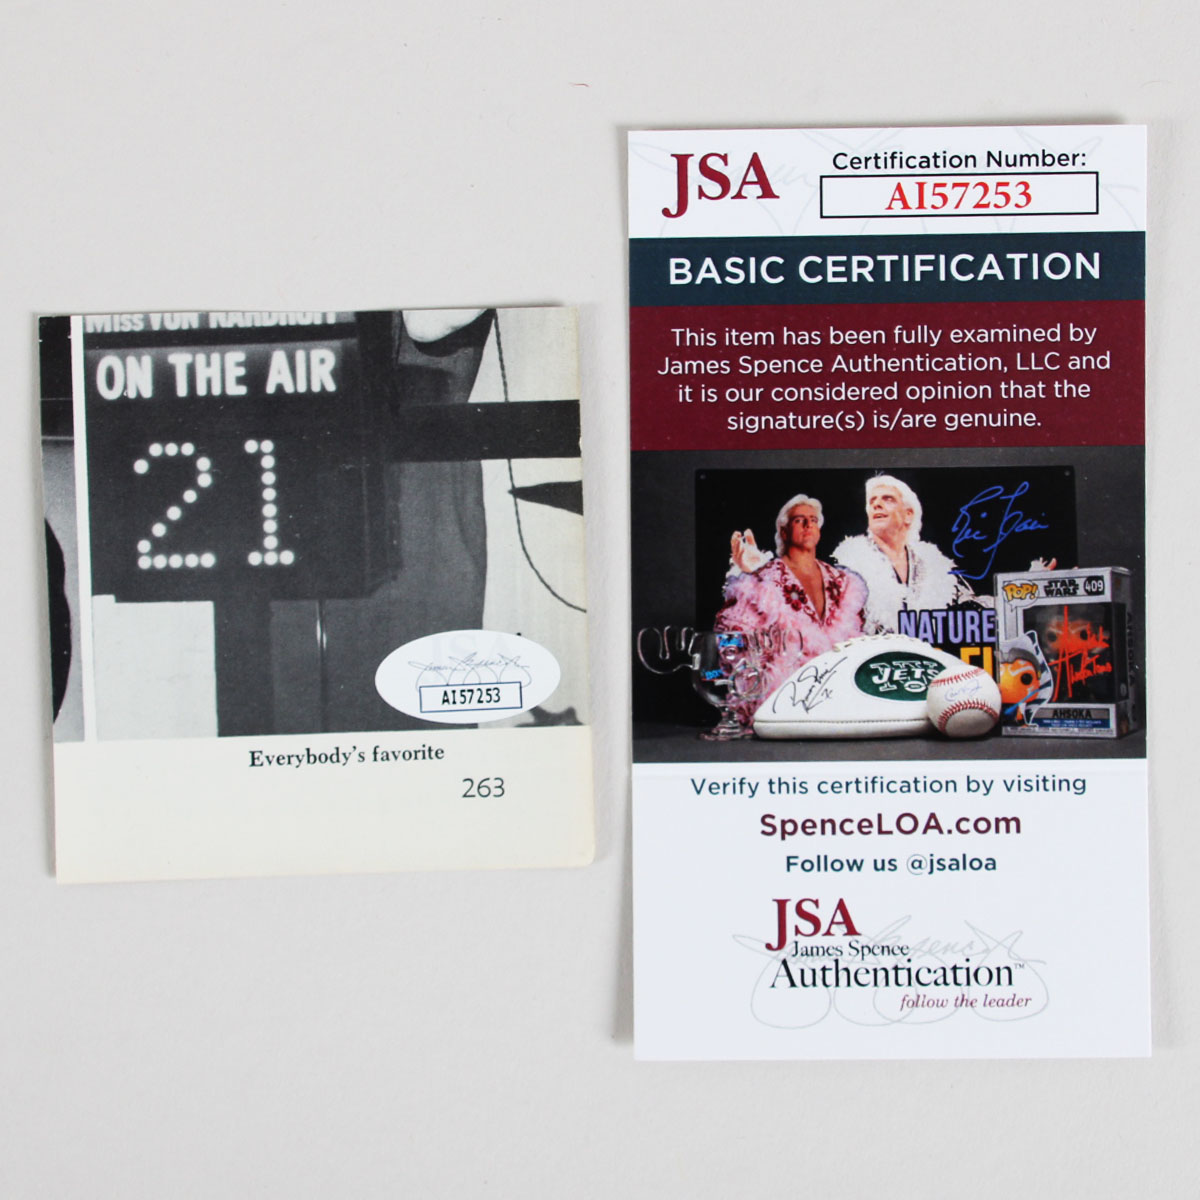 Miss VON NARDROFF
ON THE AIR
21
AI57253
Everybody's favorite
263
JSA
Certification Number:
AI57253
BASIC CERTIFICATION
This item has been fully examined by
James Spence Authentication, LLC and
it is our considered opinion that the
signature(s) is/are genuine.
Ric Flair
NATURE
POP!
STAR
WARS
409
JETS
AHSOKA
Verify this certification by visiting
SpenceLOA.com
Follow us @jsaloa
JSA
James Spence
Authentication™
follow the leader